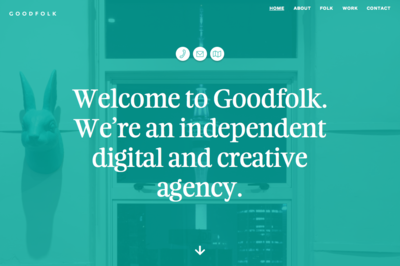 GOODFOLK
HOME ABOUT FOLK WORK CONTACT
Welcome to Goodfolk.
We're an independent
digital and creative
agency.